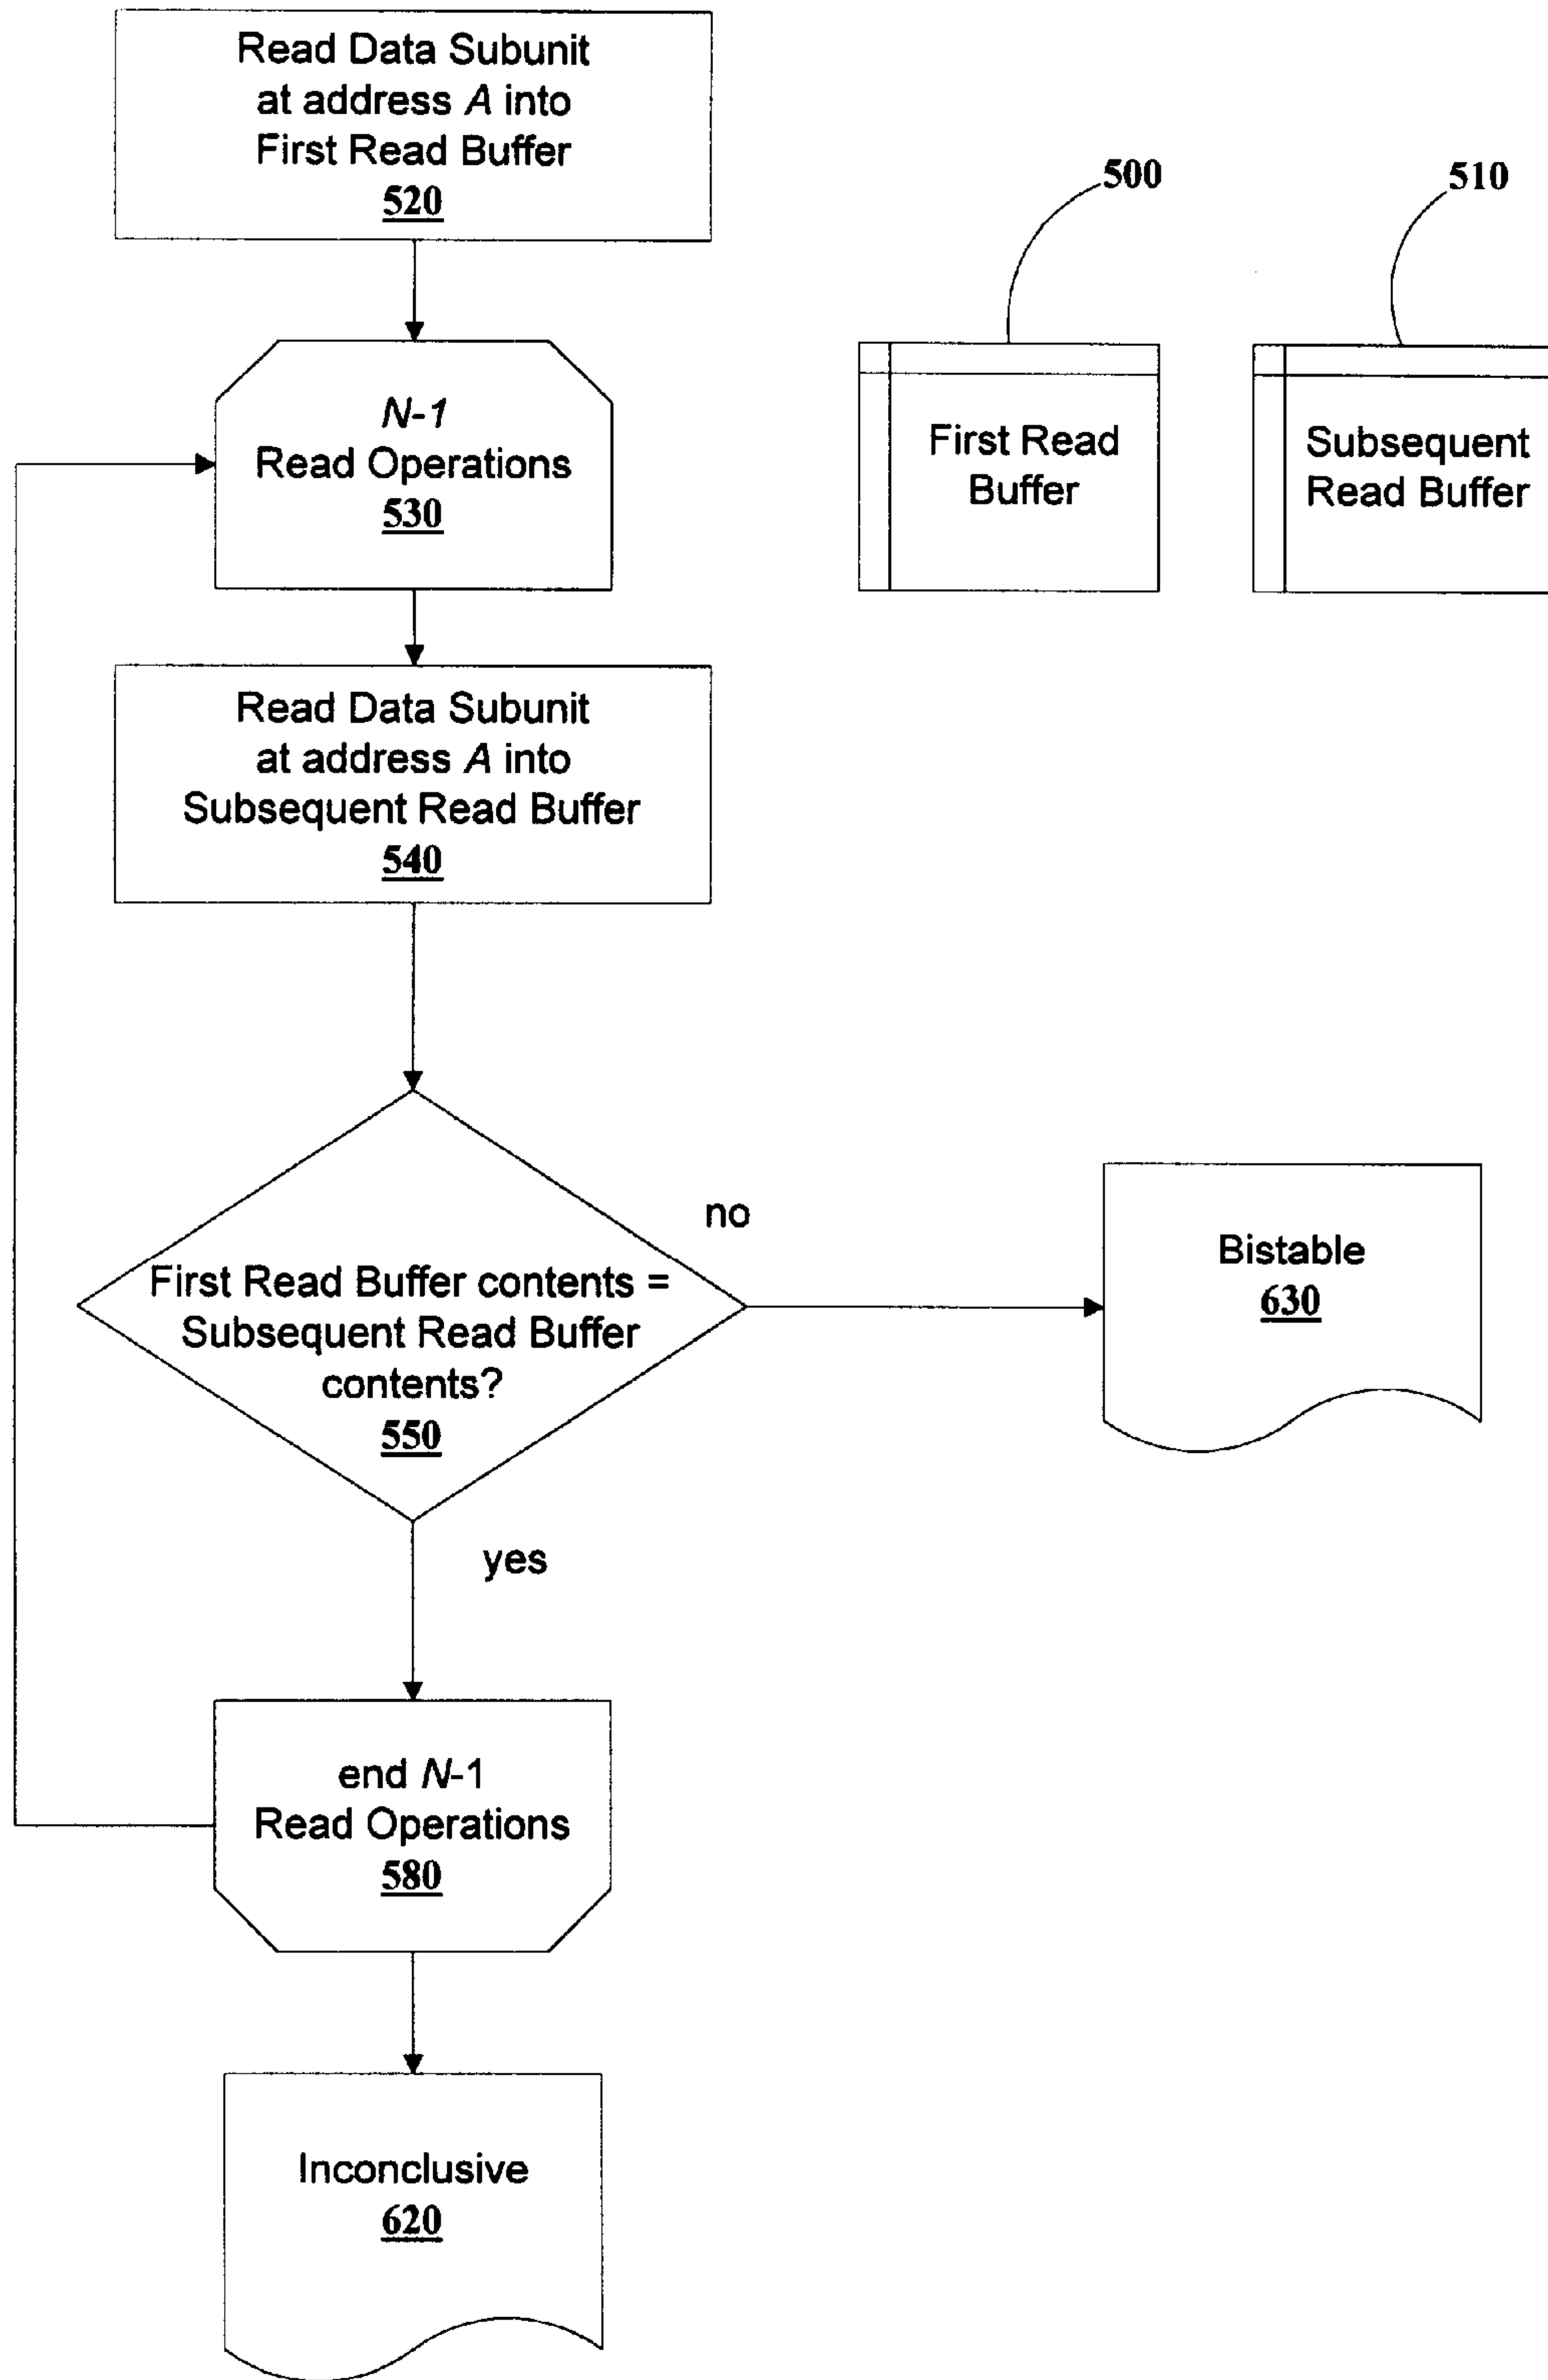 Read Data Subunit
at address A into
First Read Buffer
520
500
510
N-1
Read Operations
530
First Read
Buffer
Subsequent
Read Buffer
Read Data Subunit
at address A into
Subsequent Read Buffer
540
no
First Read Buffer contents =
Subsequent Read Buffer
contents?
550
Bistable
630
yes
end N-1
Read Operations
580
Inconclusive
620